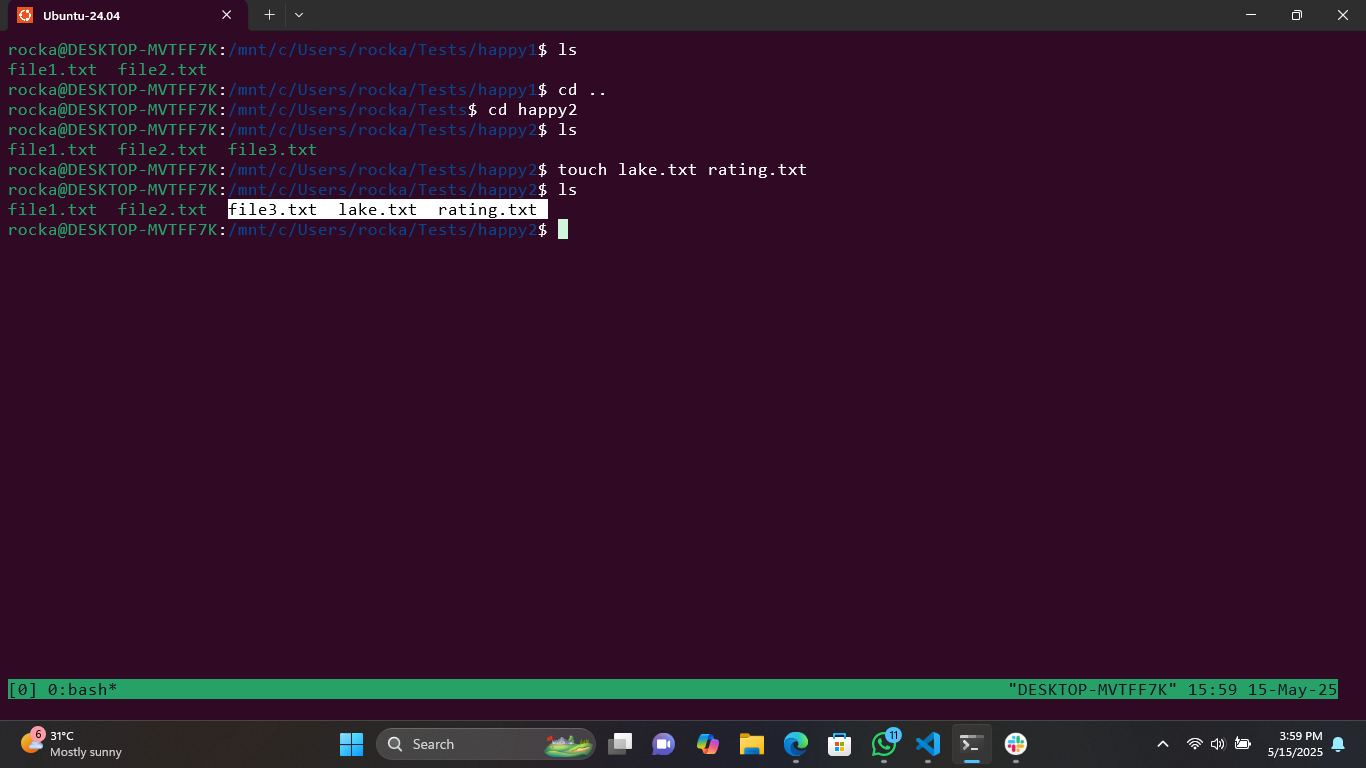 Ubuntu-24.04
rocka@DESKTOP-MVTFF7K:/mnt/c/Users/rocka/Tests/happy1$ ls
file1.txt  file2.txt
rocka@DESKTOP-MVTFF7K:/mnt/c/Users/rocka/Tests/happy1$ cd ..
rocka@DESKTOP-MVTFF7K:/mnt/c/Users/rocka/Tests$ cd happy2
rocka@DESKTOP-MVTFF7K:/mnt/c/Users/rocka/Tests/happy2$ ls
file1.txt  file2.txt  file3.txt
rocka@DESKTOP-MVTFF7K:/mnt/c/Users/rocka/Tests/happy2$ touch lake.txt rating.txt
rocka@DESKTOP-MVTFF7K:/mnt/c/Users/rocka/Tests/happy2$ ls
file1.txt  file2.txt  file3.txt  lake.txt  rating.txt
rocka@DESKTOP-MVTFF7K:/mnt/c/Users/rocka/Tests/happy2$
[0] 0:bash* "DESKTOP-MVTFF7K" 15:59 15-May-25
6 31°C
Mostly sunny
Search
11
3:59 PM
5/15/2025